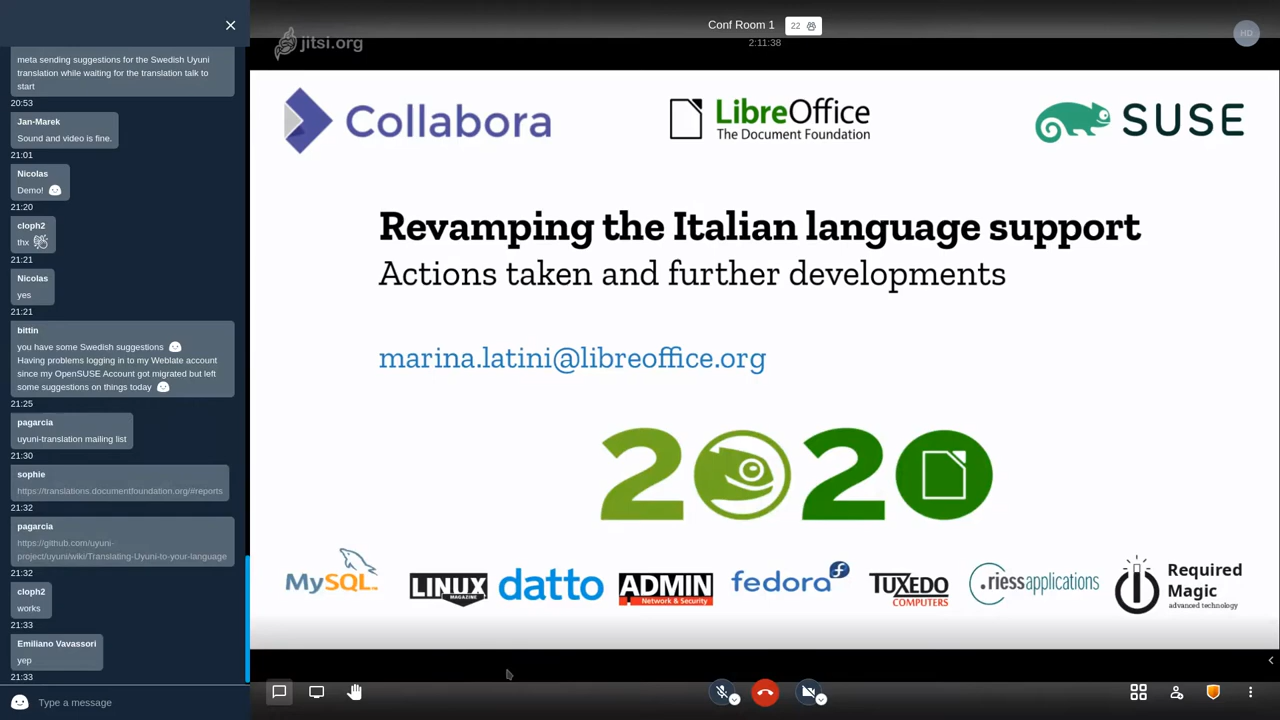 meta sending suggestions for the Swedish Uyuni
translation while waiting for the translation talk to
start
20:53
Jan-Marek
Sound and video is fine.
21:01
Nicolas
Demo!
21:20
cloph2
thx
21:21
Nicolas
yes
21:21
bittin
you have some Swedish suggestions
Having problems logging in to my Weblate account
since my OpenSUSE Account got migrated but left
some suggestions on things today
21:25
pagarcia
uyuni-translation mailing list
21:30
sophie
https://translations.documentfoundation.org/#reports
21:32
pagarcia
https://github.com/uyuni-
project/uyuni/wiki/Translating-Uyuni-to-your-language
21:32
cloph2
works
21:33
Emiliano Vavassori
yep
21:33
Type a message
jitsi.org
Conf Room 1
22
2:11:38
HD
Collabora
LibreOffice
The Document Foundation
SUSE
Revamping the Italian language support
Actions taken and further developments
marina.latini@libreoffice.org
2020
MySQL
LINUX
MAGAZINE
datto
ADMIN
Network & Security
fedora
TUXEDO
COMPUTERS
.riessapplications
Required
Magic
advanced technology